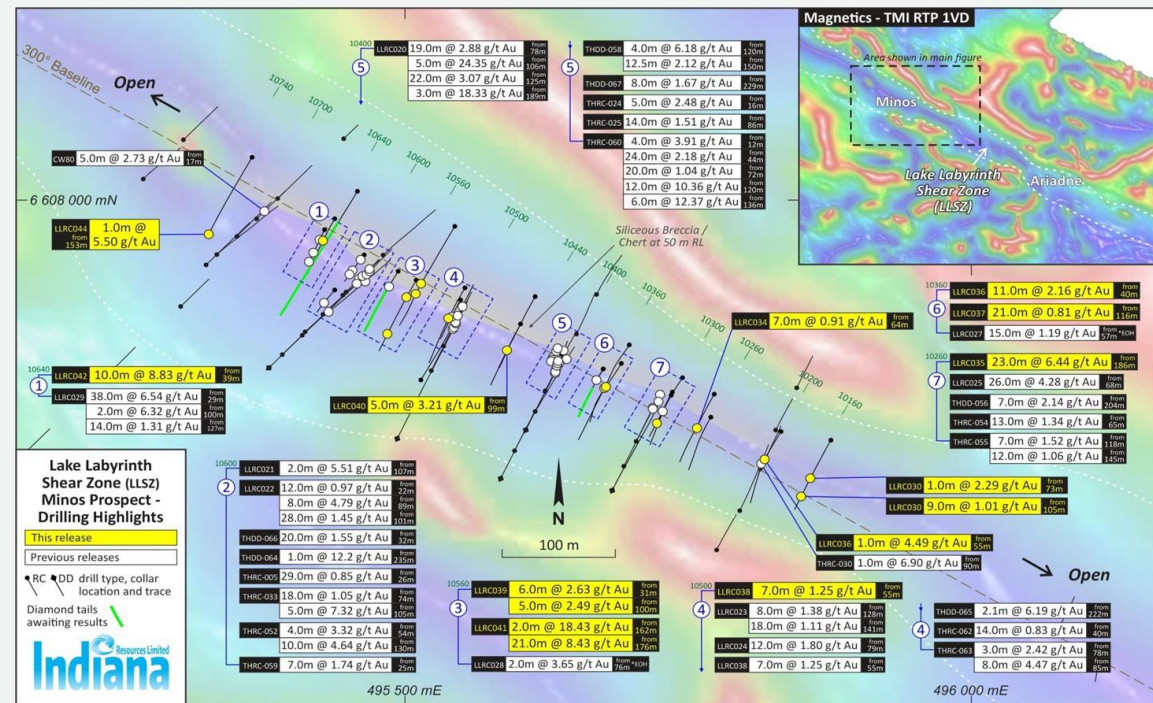 300° Baseline
Open
10740
10700
10640
10600
10560
10500
10440
10400
10360
10300
10260
10200
10160
6 608 000 mN
CW80 5.0m @ 2.73 g/t Au from 17m
LLRC044 from 153m 1.0m @ 5.50 g/t Au
10400
5
LLRC020 19.0m @ 2.88 g/t Au from 78m
5.0m @ 24.35 g/t Au from 106m
22.0m @ 3.07 g/t Au from 125m
3.0m @ 18.33 g/t Au from 189m
5
THDD-058 4.0m @ 6.18 g/t Au from 120m
12.5m @ 2.12 g/t Au from 150m
THDD-067 8.0m @ 1.67 g/t Au from 229m
THRC-024 5.0m @ 2.48 g/t Au from 16m
THRC-025 14.0m @ 1.51 g/t Au from 86m
THRC-060 4.0m @ 3.91 g/t Au from 12m
24.0m @ 2.18 g/t Au from 44m
20.0m @ 1.04 g/t Au from 72m
12.0m @ 10.36 g/t Au from 120m
6.0m @ 12.37 g/t Au from 136m
Magnetics - TMI RTP 1VD
Area shown in main figure
Minos
Lake Labyrinth
Shear Zone
(LLSZ)
Ariadne
Siliceous Breccia /
Chert at 50 m RL
1
2
3
4
5
6
7
10360
6
LLRC036 11.0m @ 2.16 g/t Au from 40m
LLRC037 21.0m @ 0.81 g/t Au from 116m
LLRC027 15.0m @ 1.19 g/t Au from 57m *EOH
LLRC034 7.0m @ 0.91 g/t Au from 64m
10260
7
LLRC035 23.0m @ 6.44 g/t Au from 186m
LLRC025 26.0m @ 4.28 g/t Au from 68m
THDD-056 7.0m @ 2.14 g/t Au from 204m
THRC-054 13.0m @ 1.34 g/t Au from 65m
THRC-055 7.0m @ 1.52 g/t Au from 118m
12.0m @ 1.06 g/t Au from 145m
10640
1
LLRC042 10.0m @ 8.83 g/t Au from 39m
LLRC029 38.0m @ 6.54 g/t Au from 29m
2.0m @ 6.32 g/t Au from 100m
14.0m @ 1.31 g/t Au from 127m
LLRC040 5.0m @ 3.21 g/t Au from 99m
LLRC030 1.0m @ 2.29 g/t Au from 73m
LLRC030 9.0m @ 1.01 g/t Au from 105m
LLRC036 1.0m @ 4.49 g/t Au from 55m
THRC-030 1.0m @ 6.90 g/t Au from 90m
Open
N
100 m
Lake Labyrinth
Shear Zone (LLSZ)
Minos Prospect -
Drilling Highlights
This release
Previous releases
RC DD drill type, collar
location and trace
Diamond tails
awaiting results
Indiana
Resources Limited
10600
2
LLRC021 2.0m @ 5.51 g/t Au from 107m
LLRC022 12.0m @ 0.97 g/t Au from 22m
8.0m @ 4.79 g/t Au from 89m
28.0m @ 1.45 g/t Au from 101m
THDD-066 20.0m @ 1.55 g/t Au from 32m
THDD-064 1.0m @ 12.2 g/t Au from 235m
THRC-005 29.0m @ 0.85 g/t Au from 26m
THRC-033 18.0m @ 1.05 g/t Au from 74m
5.0m @ 7.32 g/t Au from 105m
THRC-052 4.0m @ 3.32 g/t Au from 54m
10.0m @ 4.64 g/t Au from 130m
THRC-059 7.0m @ 1.74 g/t Au from 25m
10560
3
LLRC039 6.0m @ 2.63 g/t Au from 31m
5.0m @ 2.49 g/t Au from 100m
LLRC041 2.0m @ 18.43 g/t Au from 162m
21.0m @ 8.43 g/t Au from 176m
LLRC028 2.0m @ 3.65 g/t Au from 76m *EOH
10500
4
LLRC038 7.0m @ 1.25 g/t Au from 55m
LLRC023 8.0m @ 1.38 g/t Au from 128m
18.0m @ 1.11 g/t Au from 141m
LLRC024 12.0m @ 1.80 g/t Au from 79m
LLRC038 7.0m @ 1.25 g/t Au from 55m
4
THDD-065 2.1m @ 6.19 g/t Au from 222m
THRC-062 14.0m @ 0.83 g/t Au from 40m
THRC-063 3.0m @ 2.42 g/t Au from 78m
8.0m @ 4.47 g/t Au from 85m
495 500 mE
496 000 mE